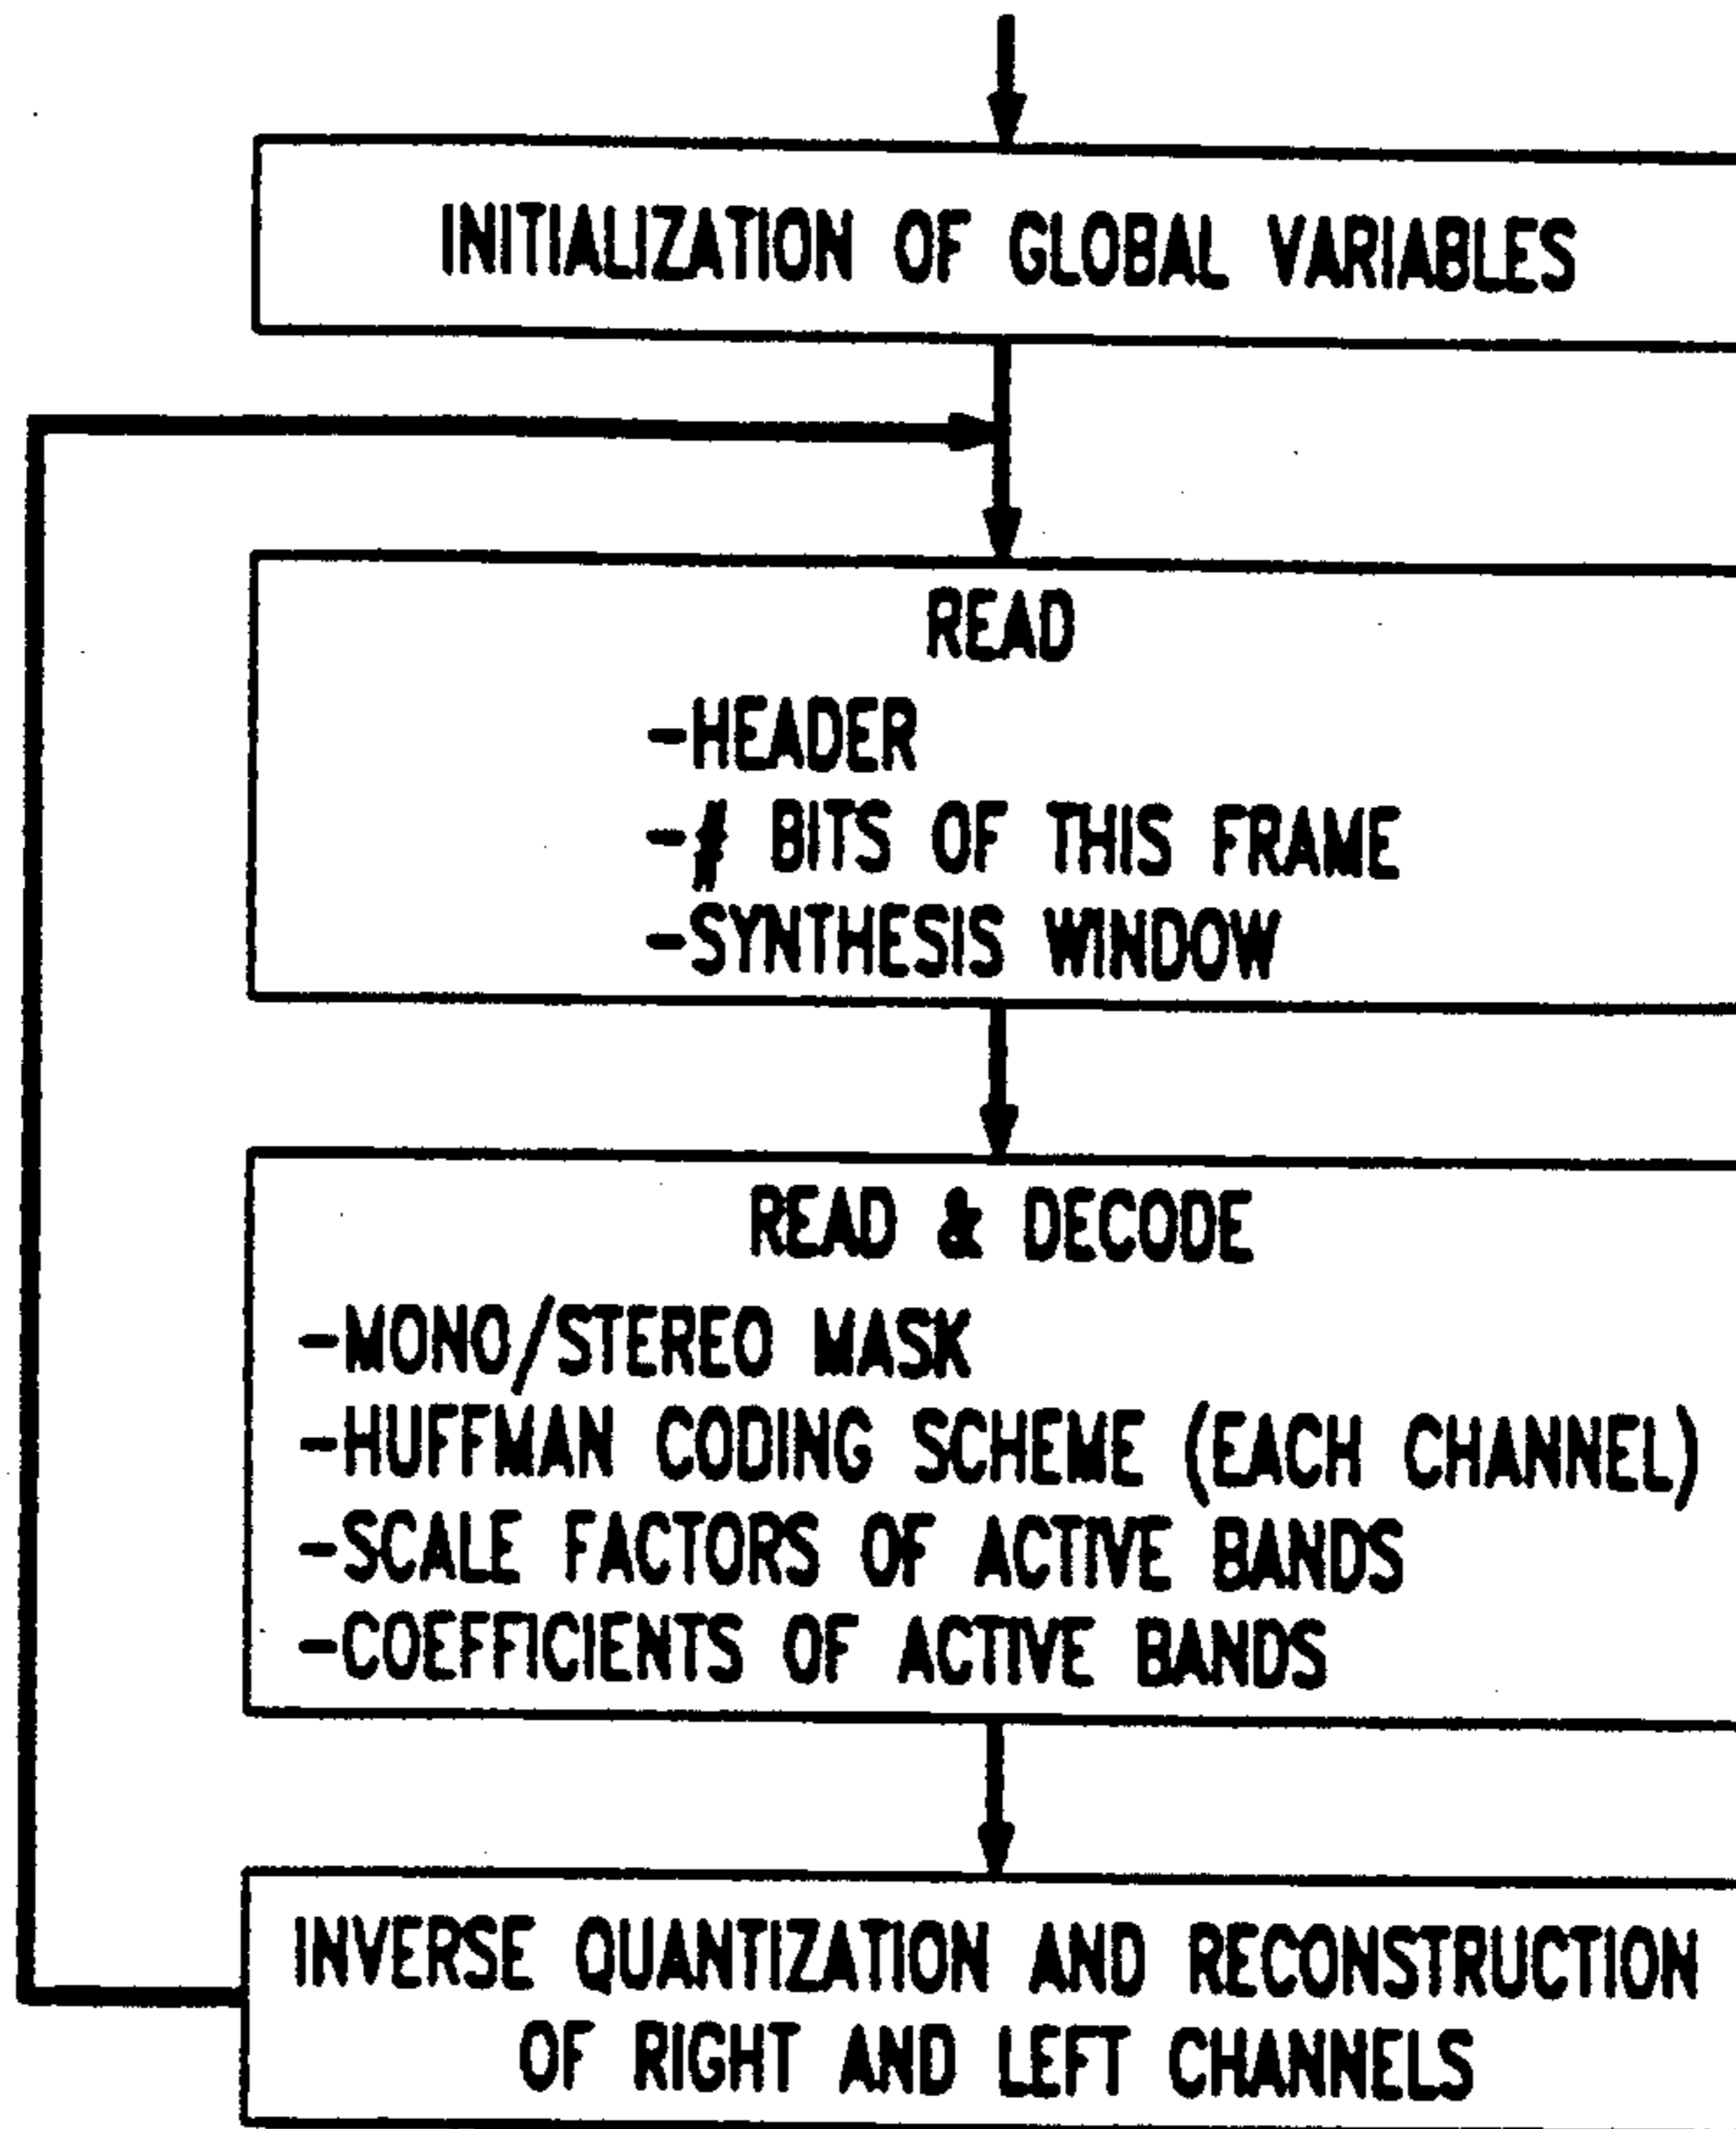 INITIALIZATION OF GLOBAL VARIABLES
READ
-HEADER
-# BITS OF THIS FRAME
-SYNTHESIS WINDOW
READ & DECODE
-MONO/STEREO MASK
-HUFFMAN CODING SCHEME (EACH CHANNEL)
-SCALE FACTORS OF ACTIVE BANDS
-COEFFICIENTS OF ACTIVE BANDS
INVERSE QUANTIZATION AND RECONSTRUCTION
OF RIGHT AND LEFT CHANNELS